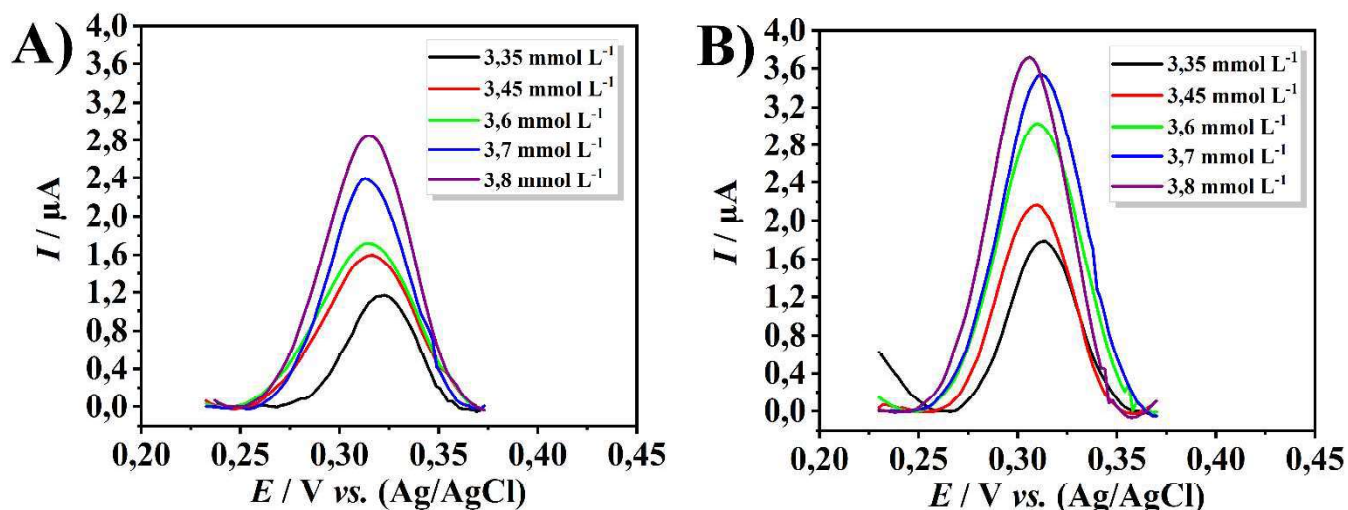 A)
4,0
3,6
3,2
2,8
2,4
2,0
1,6
1,2
0,8
0,4
0,0
I / µA
3,35 mmol L⁻¹
3,45 mmol L⁻¹
3,6 mmol L⁻¹
3,7 mmol L⁻¹
3,8 mmol L⁻¹
0,20 0,25 0,30 0,35 0,40 0,45
E / V vs. (Ag/AgCl)
B)
4,0
3,6
3,2
2,8
2,4
2,0
1,6
1,2
0,8
0,4
0,0
I / µA
3,35 mmol L⁻¹
3,45 mmol L⁻¹
3,6 mmol L⁻¹
3,7 mmol L⁻¹
3,8 mmol L⁻¹
0,20 0,25 0,30 0,35 0,40 0,45
E / V vs. (Ag/AgCl)